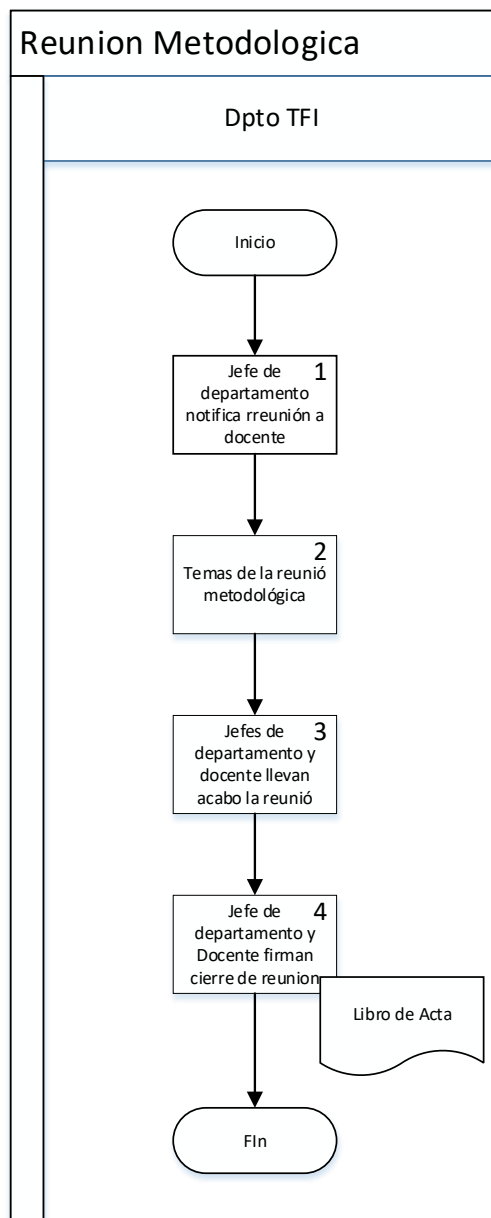 Reunion Metodologica
Dpto TFI
Inicio
1
Jefe de
departamento
notifica rreunión a
docente
2
Temas de la reunió
metodológica
3
Jefes de
departamento y
docente llevan
acabo la reunió
4
Jefe de
departamento y
Docente firman
cierre de reunion
Libro de Acta
FIn